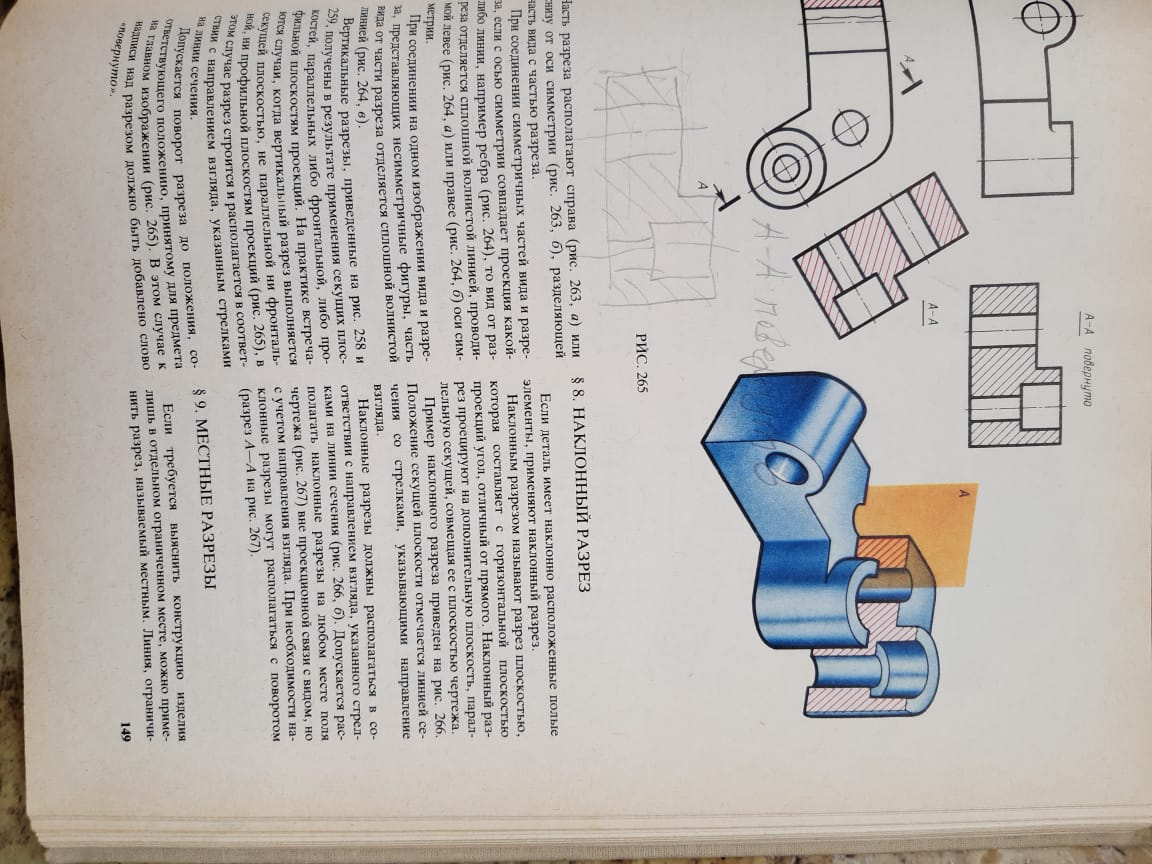 А–А повернуто
А
А
А–А
А
А А повер
РИС. 265
часть разреза располагают справа (рис. 263, а) или
снизу от оси симметрии (рис. 263, б), разделяющей
часть вида с частью разреза.
При соединении симметричных частей вида и разре-
за, если с осью симметрии совпадает проекция какой-
либо линии, например ребра (рис. 264), то вид от раз-
реза отделяется сплошной волнистой линией, проводи-
мой левее (рис. 264, а) или правее (рис. 264, б) оси сим-
метрии.
При соединении на одном изображении вида и разре-
за, представляющих несимметричные фигуры, часть
вида от части разреза отделяется сплошной волнистой
линией (рис. 264, в).
Вертикальные разрезы, приведенные на рис. 258 и
259, получены в результате применения секущих плос-
костей, параллельных либо фронтальной, либо про-
фильной плоскостям проекций. На практике встреча-
ются случаи, когда вертикальный разрез выполняется
секущей плоскостью, не параллельной ни фронталь-
ной, ни профильной плоскостям проекций (рис. 265), в
этом случае разрез строится и располагается в соответ-
ствии с направлением взгляда, указанным стрелками
на линии сечения.
Допускается поворот разреза до положения, со-
ответствующего положению, принятому для предмета
на главном изображении (рис. 265). В этом случае к
надписи над разрезом должно быть добавлено слово
«повернуто».
§ 8. НАКЛОННЫЙ РАЗРЕЗ
Если деталь имеет наклонно расположенные полые
элементы, применяют наклонный разрез.
Наклонным разрезом называют разрез плоскостью,
которая составляет с горизонтальной плоскостью
проекций угол, отличный от прямого. Наклонный раз-
рез проецируют на дополнительную плоскость, парал-
лельную секущей, совмещая ее с плоскостью чертежа.
Пример наклонного разреза приведен на рис. 266.
Положение секущей плоскости отмечается линией се-
чения со стрелками, указывающими направление
взгляда.
Наклонные разрезы должны располагаться в со-
ответствии с направлением взгляда, указанного стрел-
ками на линии сечения (рис. 266, б). Допускается рас-
полагать наклонные разрезы на любом месте поля
чертежа (рис. 267) вне проекционной связи с видом, но
с учетом направления взгляда. При необходимости на-
клонные разрезы могут располагаться с поворотом
(разрез А—А на рис. 267).
§ 9. МЕСТНЫЕ РАЗРЕЗЫ
Если требуется выяснить конструкцию изделия
лишь в отдельном ограниченном месте, можно приме-
нить разрез, называемый местным. Линия, ограничи-
149